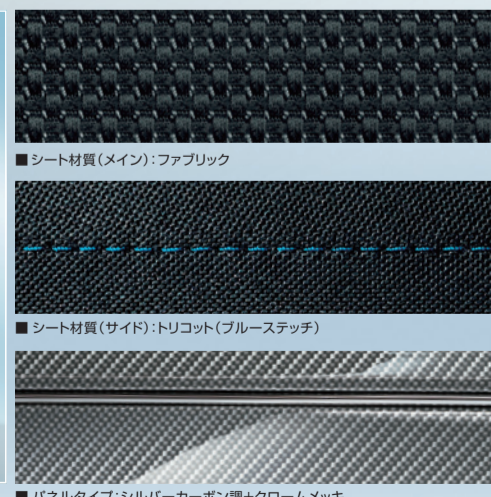 ■ シート材質(メイン):ファブリック
■ シート材質(サイド):トリコット(ブルーステッチ)
■ パネルタイプ:シルバーカーボン調+クロームメッキ